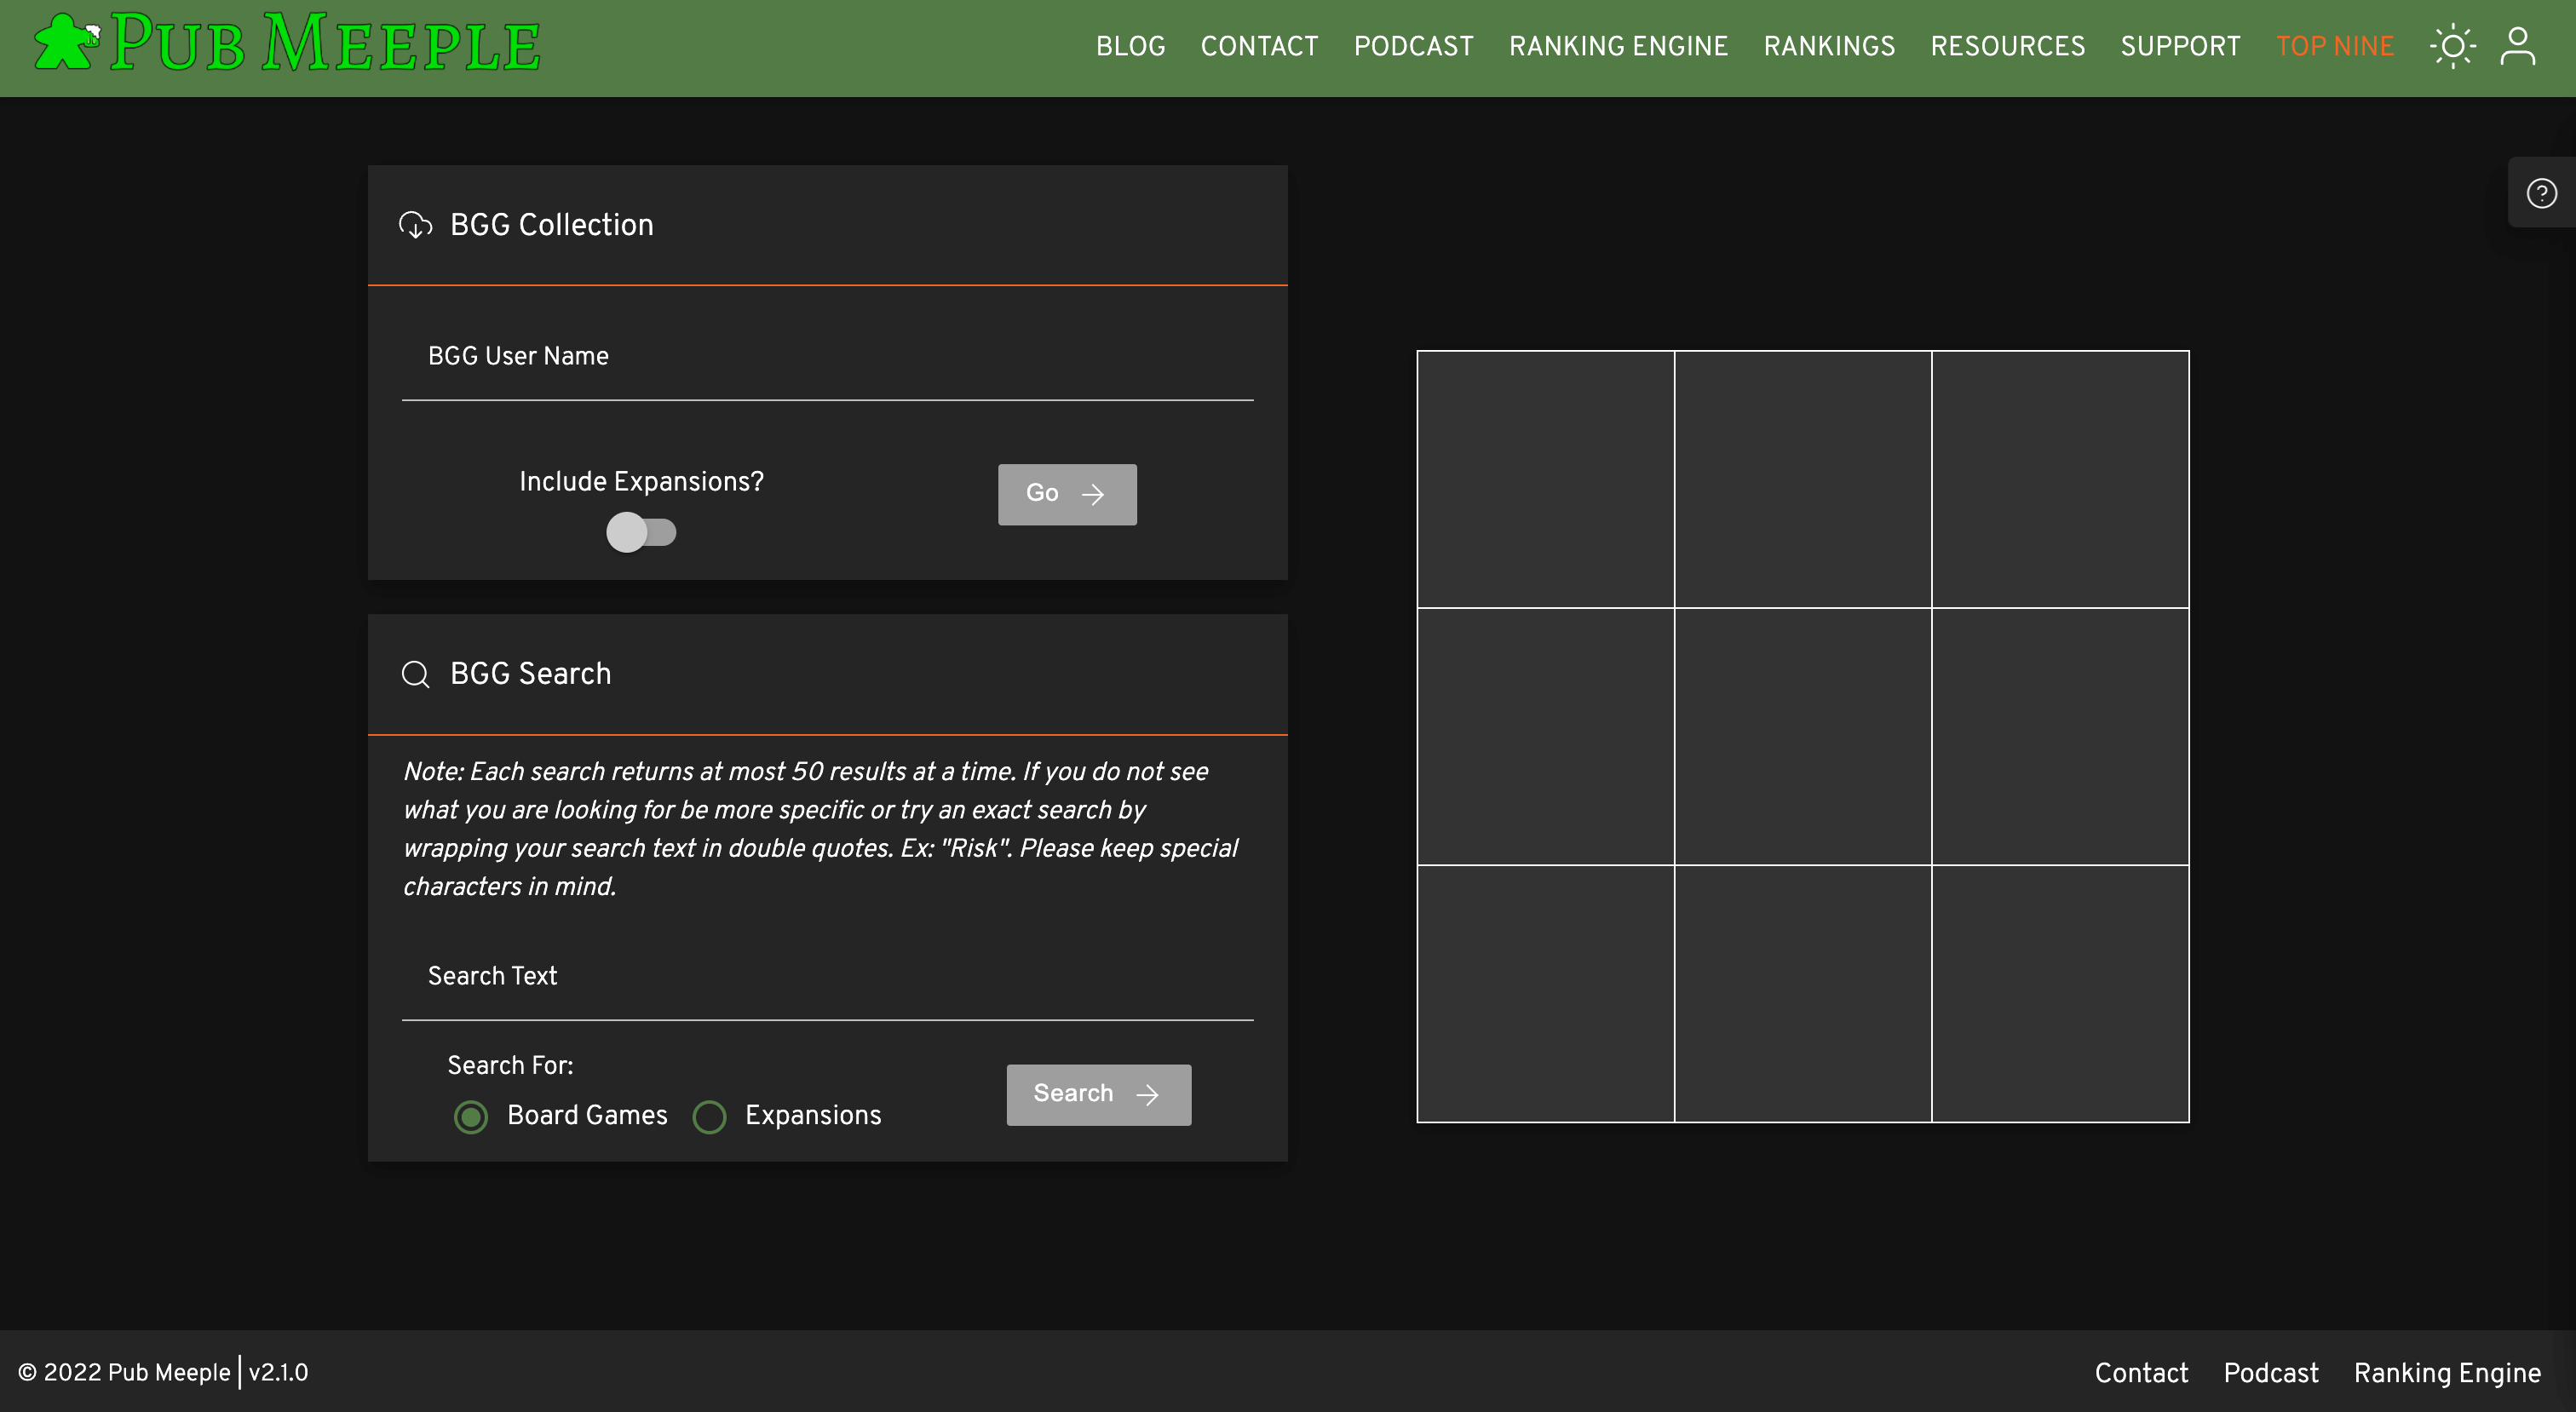 PUB MEEPLE
BLOG CONTACT PODCAST RANKING ENGINE RANKINGS RESOURCES SUPPORT TOP NINE
BGG Collection
BGG User Name
Include Expansions?
Go
BGG Search
Note: Each search returns at most 50 results at a time. If you do not see
what you are looking for be more specific or try an exact search by
wrapping your search text in double quotes. Ex: "Risk". Please keep special
characters in mind.
Search Text
Search For:
Board Games Expansions
Search
© 2022 Pub Meeple | v2.1.0
Contact Podcast Ranking Engine